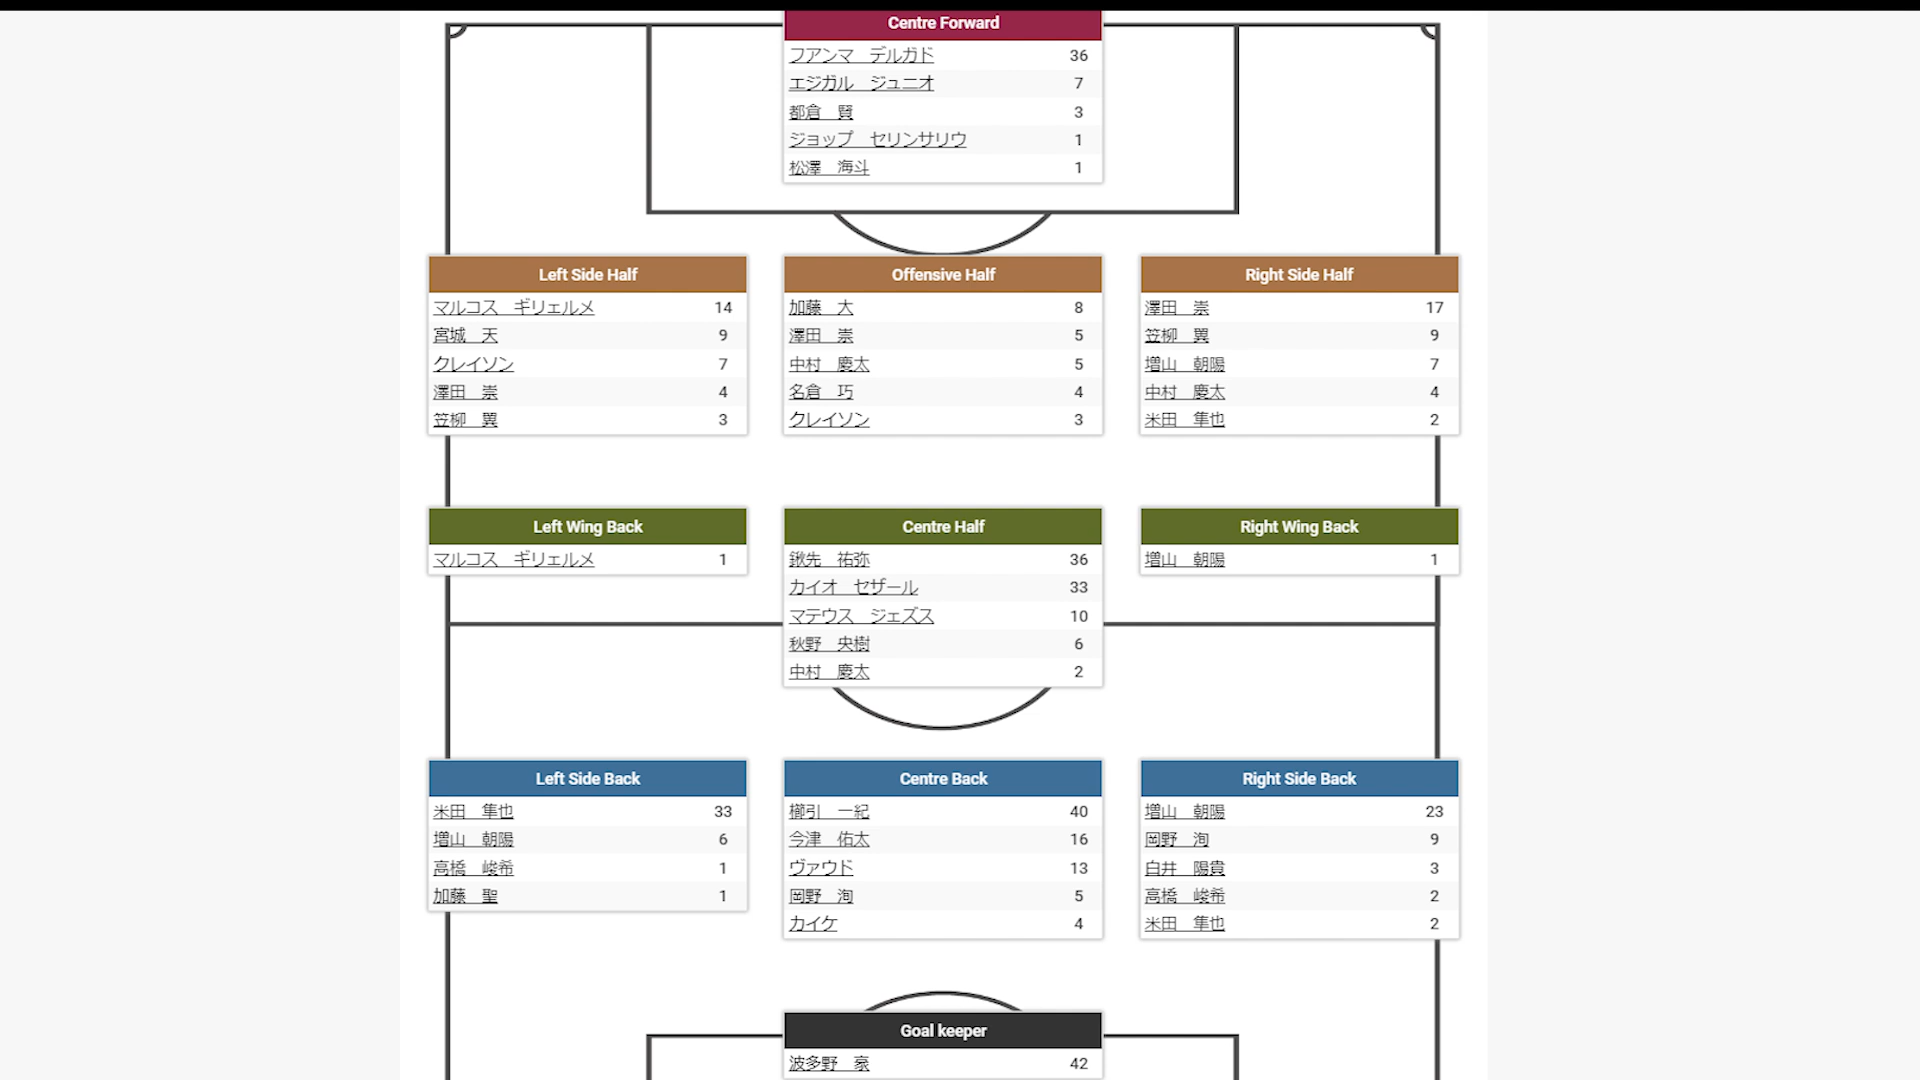 Centre Forward
フアンマ　デルガド 36
エジガル　ジュニオ 7
都倉　賢 3
ジョップ　セリンサリウ 1
松澤　海斗 1
Left Side Half
マルコス　ギリェルメ 14
宮城　天 9
クレイソン 7
澤田　崇 4
笠柳　翼 3
Offensive Half
加藤　大 8
澤田　崇 5
中村　慶太 5
名倉　巧 4
クレイソン 3
Right Side Half
澤田　崇 17
笠柳　翼 9
増山　朝陽 7
中村　慶太 4
米田　隼也 2
Left Wing Back
マルコス　ギリェルメ 1
Centre Half
鍬先　祐弥 36
カイオ　セザール 33
マテウス　ジェズス 10
秋野　央樹 6
中村　慶太 2
Right Wing Back
増山　朝陽 1
Left Side Back
米田　隼也 33
増山　朝陽 6
高橋　峻希 1
加藤　聖 1
Centre Back
櫛引　一紀 40
今津　佑太 16
ヴァウド 13
岡野　洵 5
カイケ 4
Right Side Back
増山　朝陽 23
岡野　洵 9
白井　陽貴 3
高橋　峻希 2
米田　隼也 2
Goal keeper
波多野　豪 42